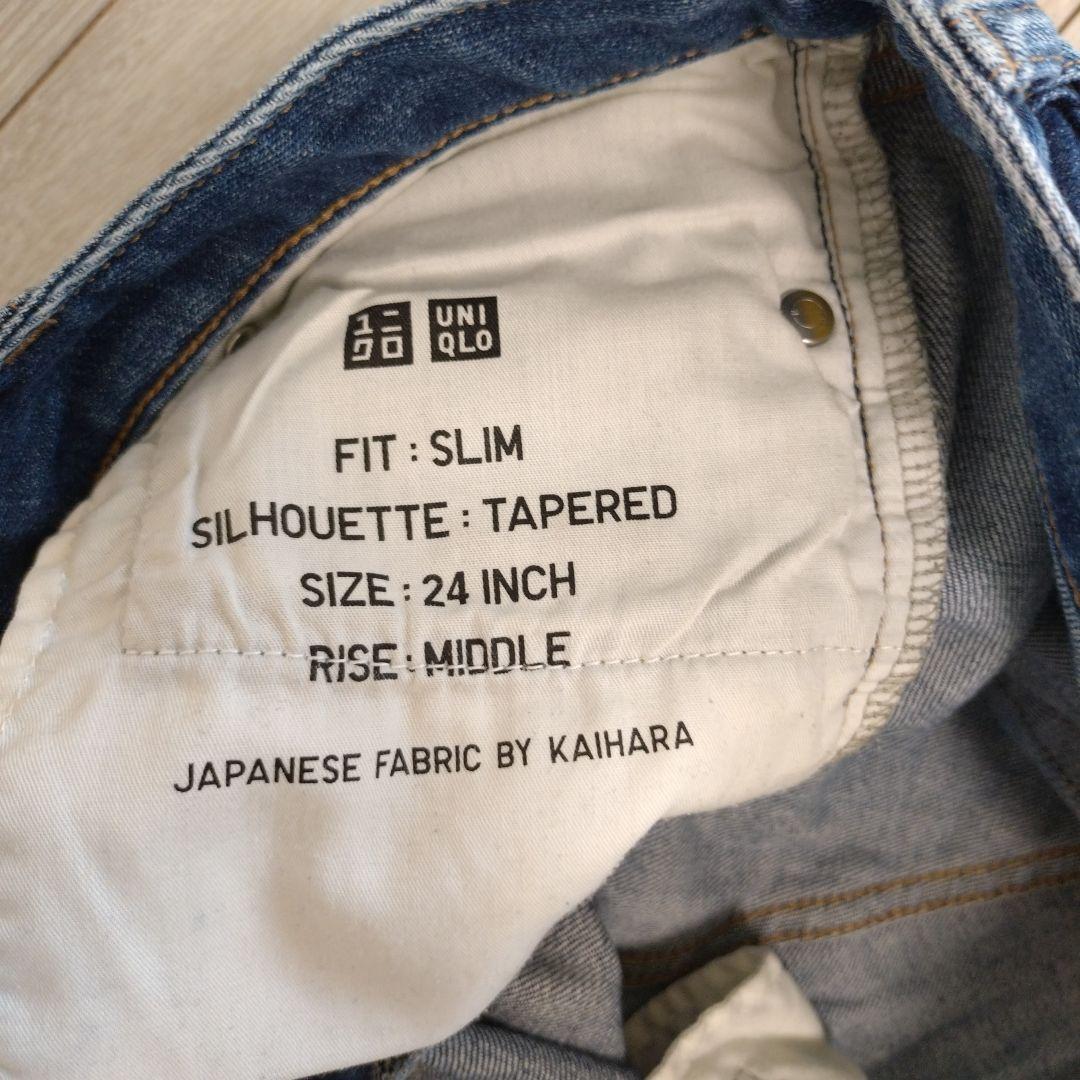 ユニ UNI
クロ QLO
FIT : SLIM
SILHOUETTE : TAPERED
SIZE : 24 INCH
RISE : MIDDLE
JAPANESE FABRIC BY KAIHARA